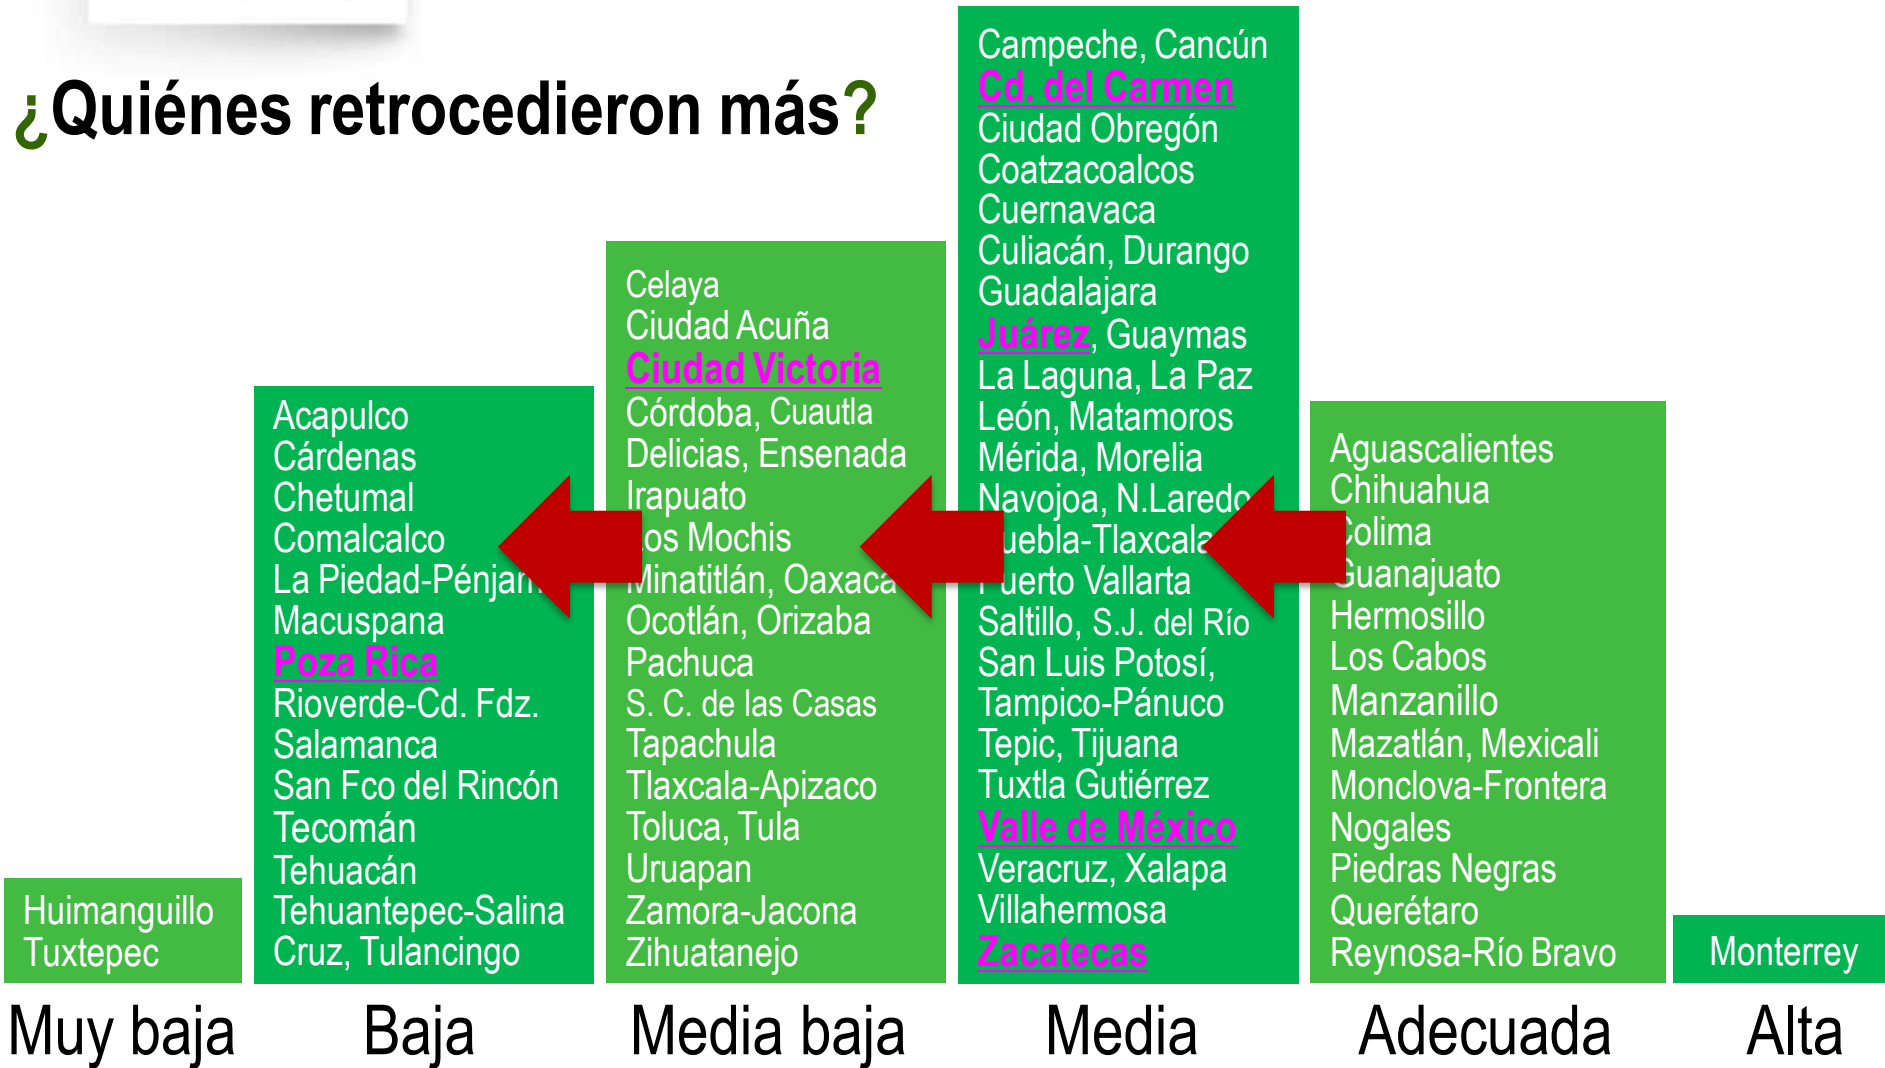 ¿Quiénes retrocedieron más?
Huimanguillo
Tuxtepec
Muy baja
Acapulco
Cárdenas
Chetumal
Comalcalco
La Piedad-Pénjam
Macuspana
Poza Rica
Rioverde-Cd. Fdz.
Salamanca
San Fco del Rincón
Tecomán
Tehuacán
Tehuantepec-Salina
Cruz, Tulancingo
Baja
Celaya
Ciudad Acuña
Ciudad Victoria
Córdoba, Cuautla
Delicias, Ensenada
Irapuato
Los Mochis
Minatitlán, Oaxaca
Ocotlán, Orizaba
Pachuca
S. C. de las Casas
Tapachula
Tlaxcala-Apizaco
Toluca, Tula
Uruapan
Zamora-Jacona
Zihuatanejo
Media baja
Campeche, Cancún
Cd. del Carmen
Ciudad Obregón
Coatzacoalcos
Cuernavaca
Culiacán, Durango
Guadalajara
Juárez, Guaymas
La Laguna, La Paz
León, Matamoros
Mérida, Morelia
Navojoa, N.Laredo
Puebla-Tlaxcala
Puerto Vallarta
Saltillo, S.J. del Río
San Luis Potosí,
Tampico-Pánuco
Tepic, Tijuana
Tuxtla Gutiérrez
Valle de México
Veracruz, Xalapa
Villahermosa
Zacatecas
Media
Aguascalientes
Chihuahua
Colima
Guanajuato
Hermosillo
Los Cabos
Manzanillo
Mazatlán, Mexicali
Monclova-Frontera
Nogales
Piedras Negras
Querétaro
Reynosa-Río Bravo
Adecuada
Monterrey
Alta